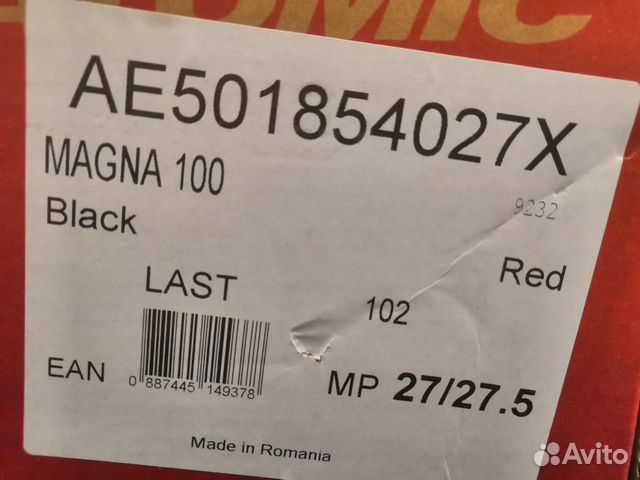 TOMIC
AE501854027X
MAGNA 100
9232
Black
Red
LAST
102
EAN
0 887445 149378
MP 27/27.5
Made in Romania
Avito